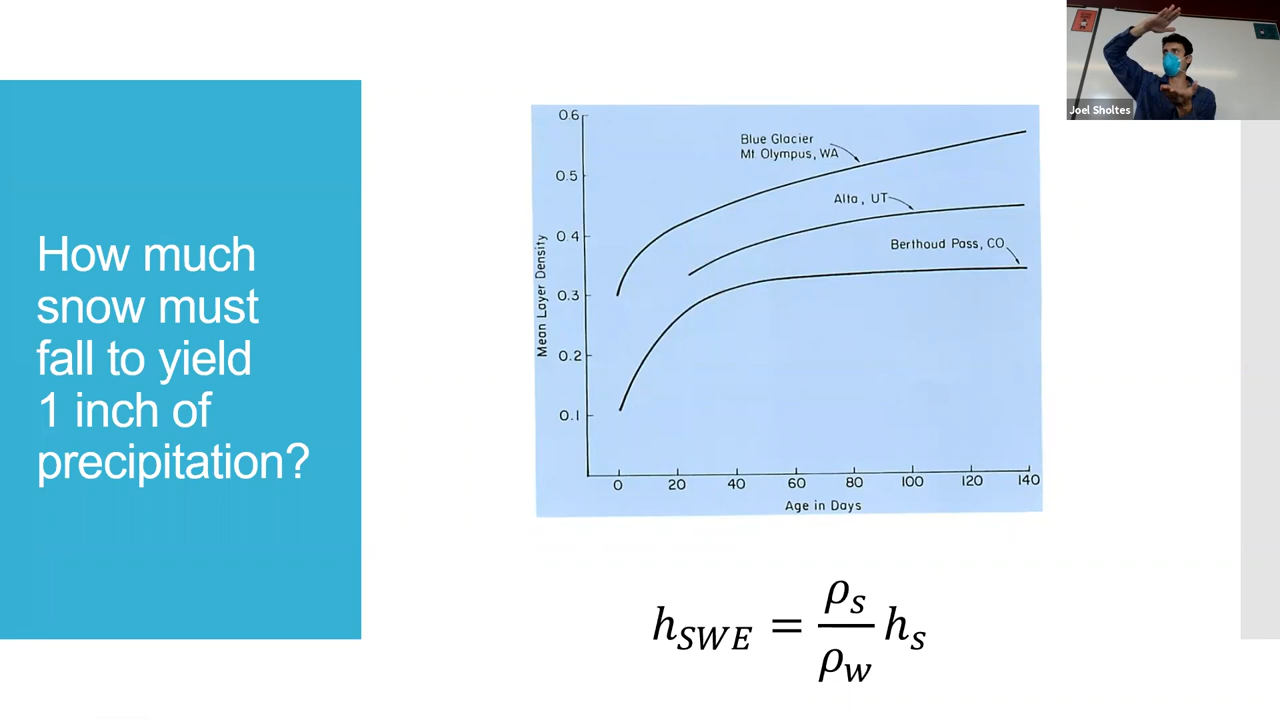 Joel Sholtes
How much
snow must
fall to yield
1 inch of
precipitation?
Mean Layer Density
0.6
0.5
0.4
0.3
0.2
0.1
Blue Glacier
Mt Olympus, WA
Alta, UT
Berthoud Pass, CO
0 20 40 60 80 100 120 140
Age in Days
h_SWE = ρ_s/ρ_w h_s